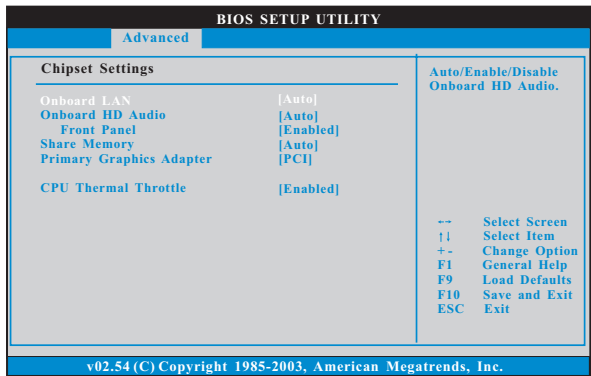 BIOS SETUP UTILITY
Advanced
Chipset Settings
Onboard LAN [Auto]
Onboard HD Audio [Auto]
Front Panel [Enabled]
Share Memory [Auto]
Primary Graphics Adapter [PCI]
CPU Thermal Throttle [Enabled]
Auto/Enable/Disable
Onboard HD Audio.
←→ Select Screen
↑↓ Select Item
+- Change Option
F1 General Help
F9 Load Defaults
F10 Save and Exit
ESC Exit
v02.54 (C) Copyright 1985-2003, American Megatrends, Inc.